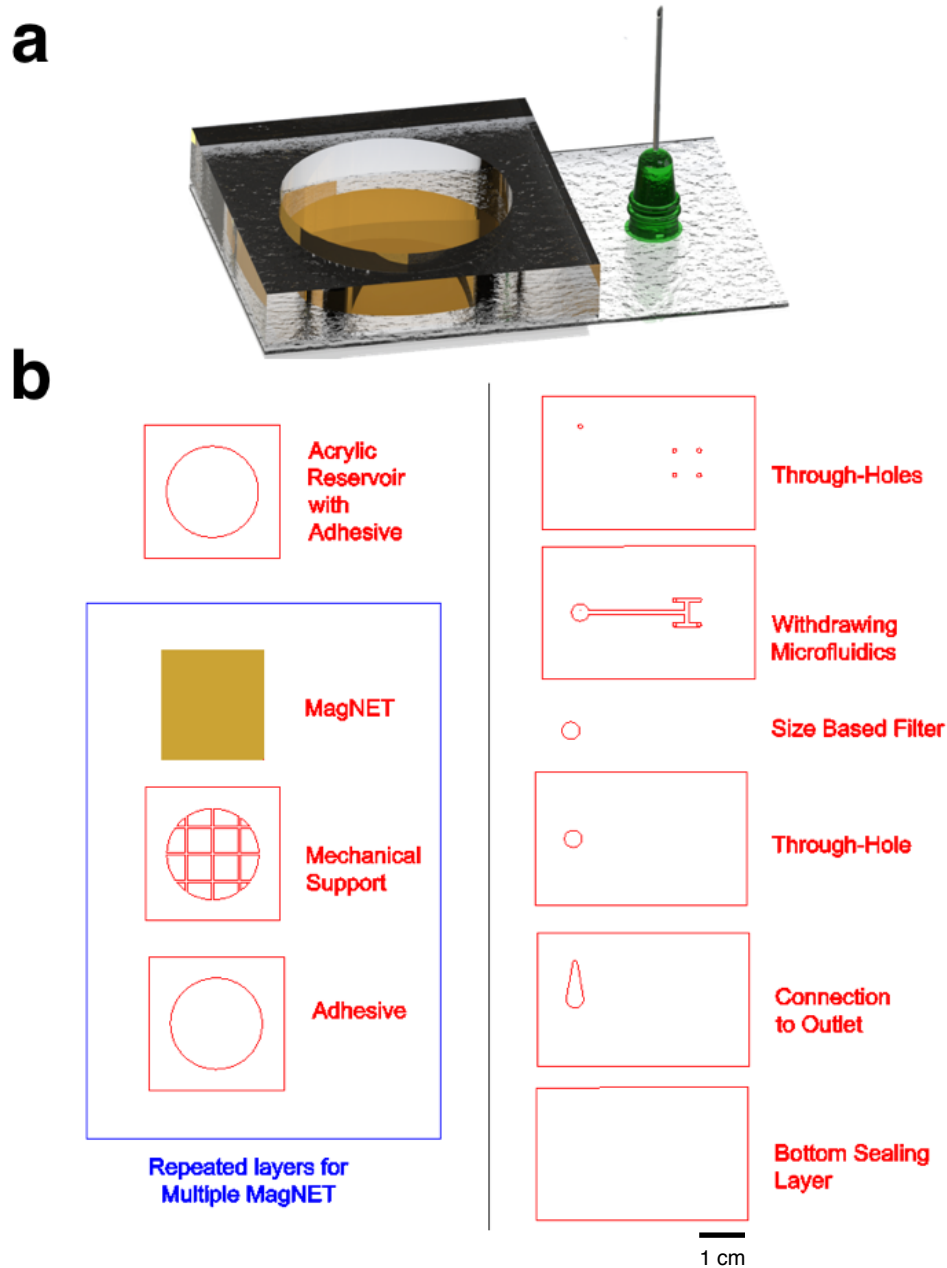 a
b
Acrylic
Reservoir
with
Adhesive
MagNET
Mechanical
Support
Adhesive
Repeated layers for
Multiple MagNET
Through-Holes
Withdrawing
Microfluidics
Size Based Filter
Through-Hole
Connection
to Outlet
Bottom Sealing
Layer
1 cm